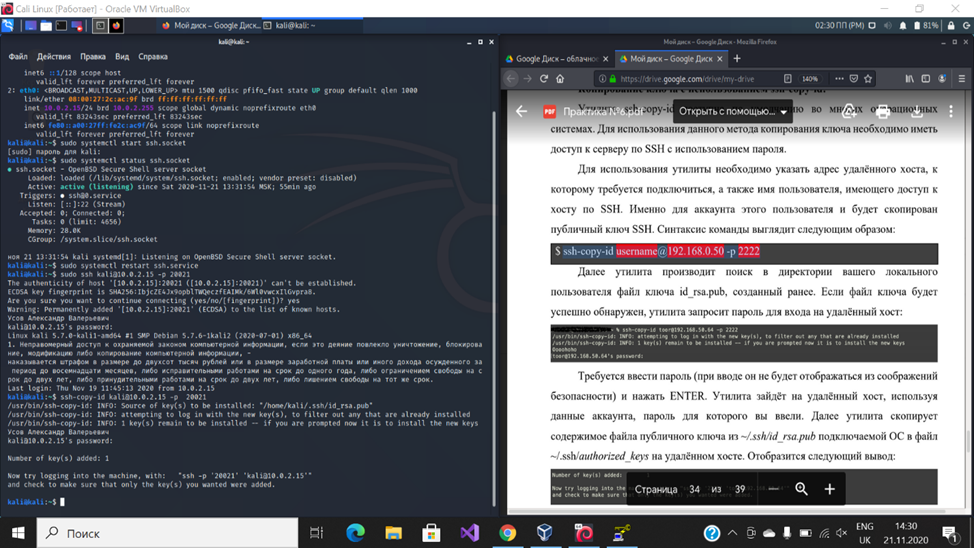 Cali Linux [Работает] - Oracle VM VirtualBox
Мой диск – Google Диск...
kali@kali: ~
02:30 ПП (PM)
81%
kali@kali: ~
Файл Действия Правка Вид Справка
inet6 ::1/128 scope host
valid_lft forever preferred_lft forever
2: eth0: <BROADCAST,MULTICAST,UP,LOWER_UP> mtu 1500 qdisc pfifo_fast state UP group default qlen 1000
link/ether 08:00:27:2c:ac:9f brd ff:ff:ff:ff:ff:ff
inet 10.0.2.15/24 brd 10.0.2.255 scope global dynamic noprefixroute eth0
valid_lft 83243sec preferred_lft 83243sec
inet6 fe80::a00:27ff:fe2c:ac9f/64 scope link noprefixroute
valid_lft forever preferred_lft forever
kali@kali:~$ sudo systemctl start ssh.socket
[sudo] пароль для kali:
kali@kali:~$ sudo systemctl status ssh.socket
● ssh.socket - OpenBSD Secure Shell server socket
Loaded: loaded (/lib/systemd/system/ssh.socket; enabled; vendor preset: disabled)
Active: active (listening) since Sat 2020-11-21 13:31:54 MSK; 55min ago
Triggers: ● ssh@0.service
Listen: [::]:22 (Stream)
Accepted: 0; Connected: 0;
Tasks: 0 (limit: 4656)
Memory: 28.0K
CGroup: /system.slice/ssh.socket
ноя 21 13:31:54 kali systemd[1]: Listening on OpenBSD Secure Shell server socket.
kali@kali:~$ sudo systemctl restart ssh.service
kali@kali:~$ sudo ssh kali@10.0.2.15 -p 20021
The authenticity of host '[10.0.2.15]:20021 ([10.0.2.15]:20021)' can't be established.
Are you sure you want to continue connecting (yes/no/[fingerprint])? yes
Warning: Permanently added '[10.0.2.15]:20021' (ECDSA) to the list of known hosts.
Усов Александр Валерьевич
kali@10.0.2.15's password:
Linux kali 5.7.0-kali1-amd64 #1 SMP Debian 5.7.6-1kali2 (2020-07-01) x86_64
1. Неправомерный доступ к охраняемой законом компьютерной информации, если это деяние повлекло уничтожение, блокирова
ние, модификацию либо копирование компьютерной информации, -
наказывается штрафом в размере до двухсот тысяч рублей или в размере заработной платы или иного дохода осужденного за
период до восемнадцати месяцев, либо исправительными работами на срок до одного года, либо ограничением свободы на с
рок до двух лет, либо принудительными работами на срок до двух лет, либо лишением свободы на тот же срок.
Last login: Thu Nov 19 11:45:13 2020 from 10.0.2.15
kali@kali:~$ ssh-copy-id kali@10.0.2.15 -p 20021
/usr/bin/ssh-copy-id: INFO: Source of key(s) to be installed: "/home/kali/.ssh/id_rsa.pub"
/usr/bin/ssh-copy-id: INFO: attempting to log in with the new key(s), to filter out any that are already installed
/usr/bin/ssh-copy-id: INFO: 1 key(s) remain to be installed -- if you are prompted now it is to install the new keys
Усов Александр Валерьевич
kali@10.0.2.15's password:
Number of key(s) added: 1
Now try logging into the machine, with: "ssh -p '20021' 'kali@10.0.2.15'"
and check to make sure that only the key(s) you wanted were added.
kali@kali:~$
Мой диск – Google Диск - Mozilla Firefox
Google Диск – облачное
Мой диск – Google Диск
https://drive.google.com/drive/my-drive
140%
Практика №6.pdf
Открыть с помощью...
системах. Для использования данного метода копирования ключа необходимо иметь
доступ к серверу по SSH с использованием пароля.
Для использования утилиты необходимо указать адрес удалённого хоста, к
которому требуется подключиться, а также имя пользователя, имеющего доступ к
хосту по SSH. Именно для аккаунта этого пользователя и будет скопирован
публичный ключ SSH. Синтаксис команды выглядит следующим образом:
$ ssh-copy-id username@192.168.0.50 -p 2222
Далее утилита производит поиск в директории вашего локального
пользователя файл ключа id_rsa.pub, созданный ранее. Если файл ключа будет
успешно обнаружен, утилита запросит пароль для входа на удалённый хост:
$ ssh-copy-id toor@192.168.50.64 -p 2222
/usr/bin/ssh-copy-id: INFO: attempting to log in with the new key(s), to filter out any that are already installed
/usr/bin/ssh-copy-id: INFO: 1 key(s) remain to be installed -- if you are prompted now it is to install the new keys
toor@192.168.50.64's password:
Требуется ввести пароль (при вводе он не будет отображаться из соображений
безопасности) и нажать ENTER. Утилита зайдёт на удалённый хост, используя
данные аккаунта, пароль для которого вы ввели. Далее утилита скопирует
содержимое файла публичного ключа из ~/.ssh/id_rsa.pub подключаемой ОС в файл
~/.ssh/authorized_keys на удалённом хосте. Отобразится следующий вывод:
Number of key(s) added:
Now try logging into
and check to make sure
Страница 34 из 39
Поиск
ENG
UK
14:30
21.11.2020
1